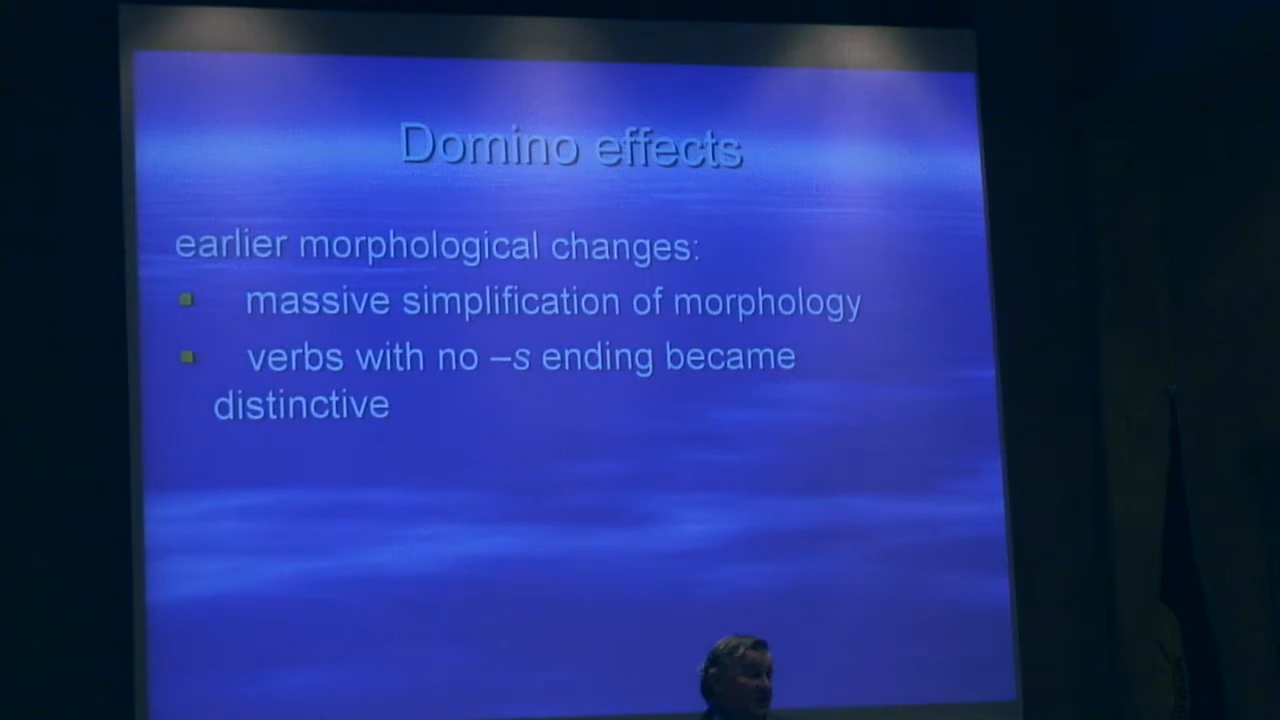 Domino effects
earlier morphological changes:
massive simplification of morphology
verbs with no –s ending became
distinctive